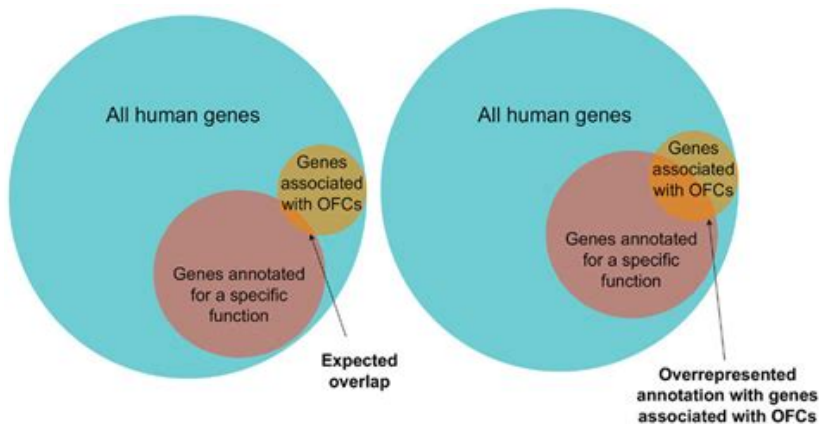 All human genes
Genes
associated
with OFCs
Genes annotated
for a specific
function
Expected
overlap
All human genes
Genes
associated
with OFCs
Genes annotated
for a specific
function
Overrepresented
annotation with genes
associated with OFCs